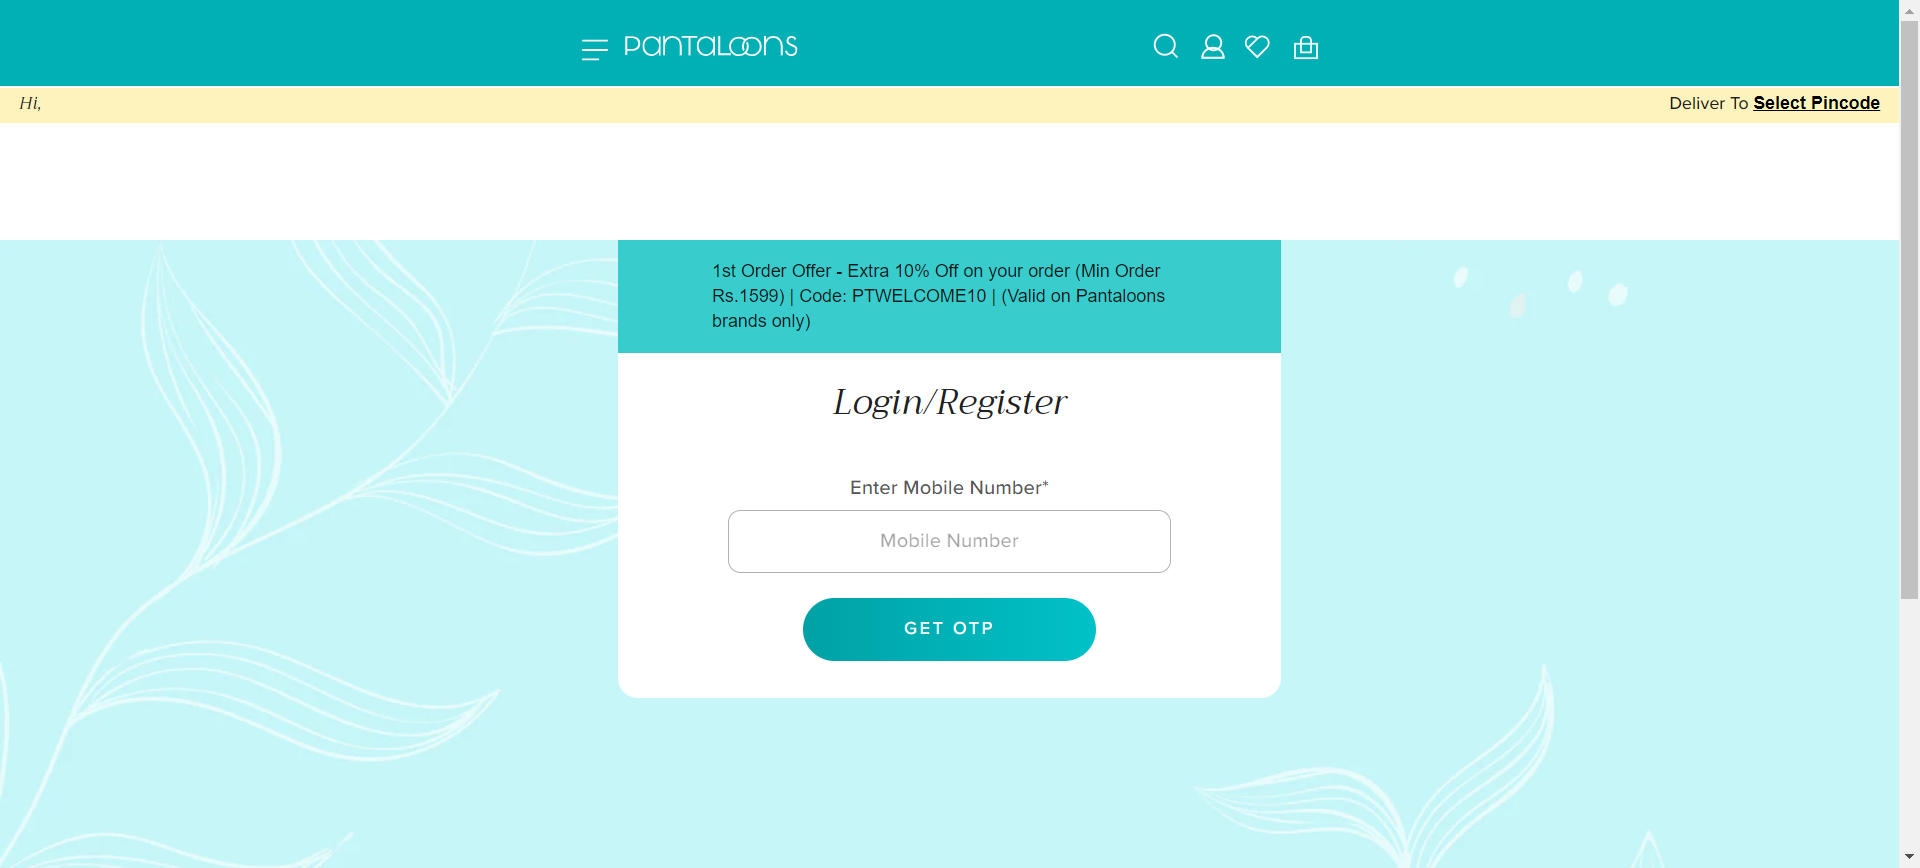 PANTALOONS
Hi,
Deliver To Select Pincode
1st Order Offer - Extra 10% Off on your order (Min Order
Rs.1599) | Code: PTWELCOME10 | (Valid on Pantaloons
brands only)
Login/Register
Enter Mobile Number*
Mobile Number
GET OTP